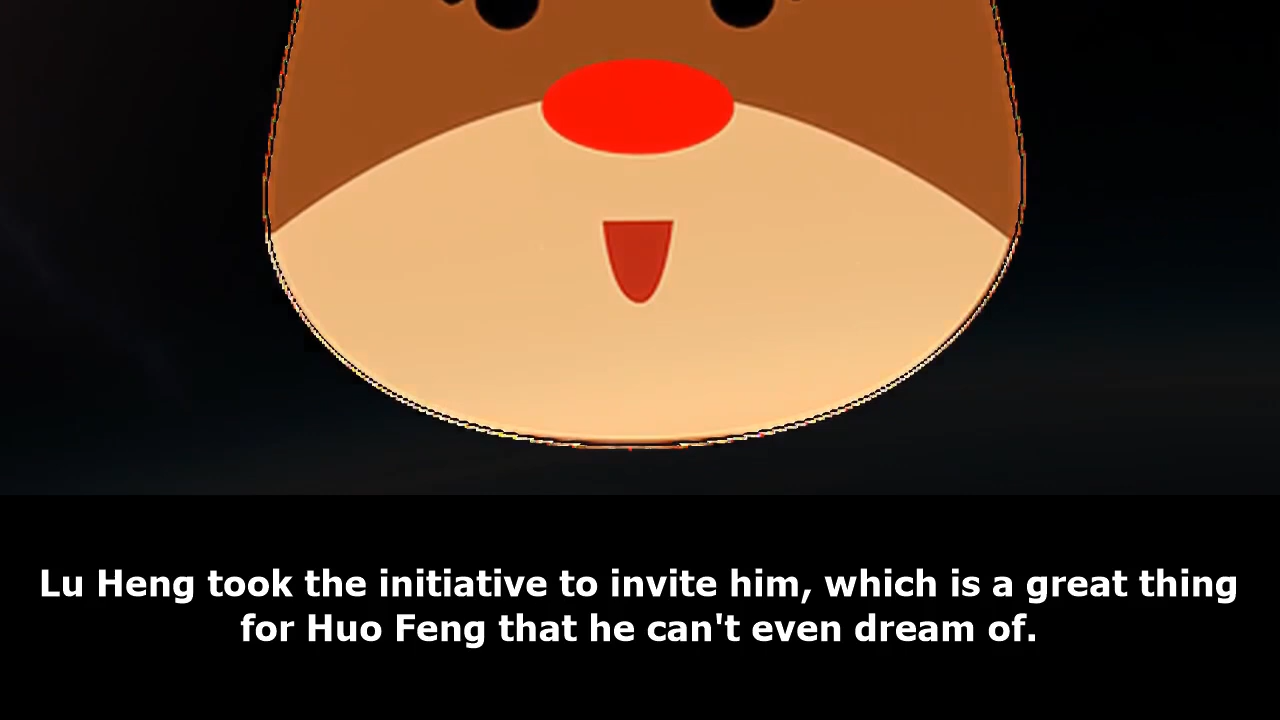 Lu Heng took the initiative to invite him, which is a great thing
for Huo Feng that he can't even dream of.